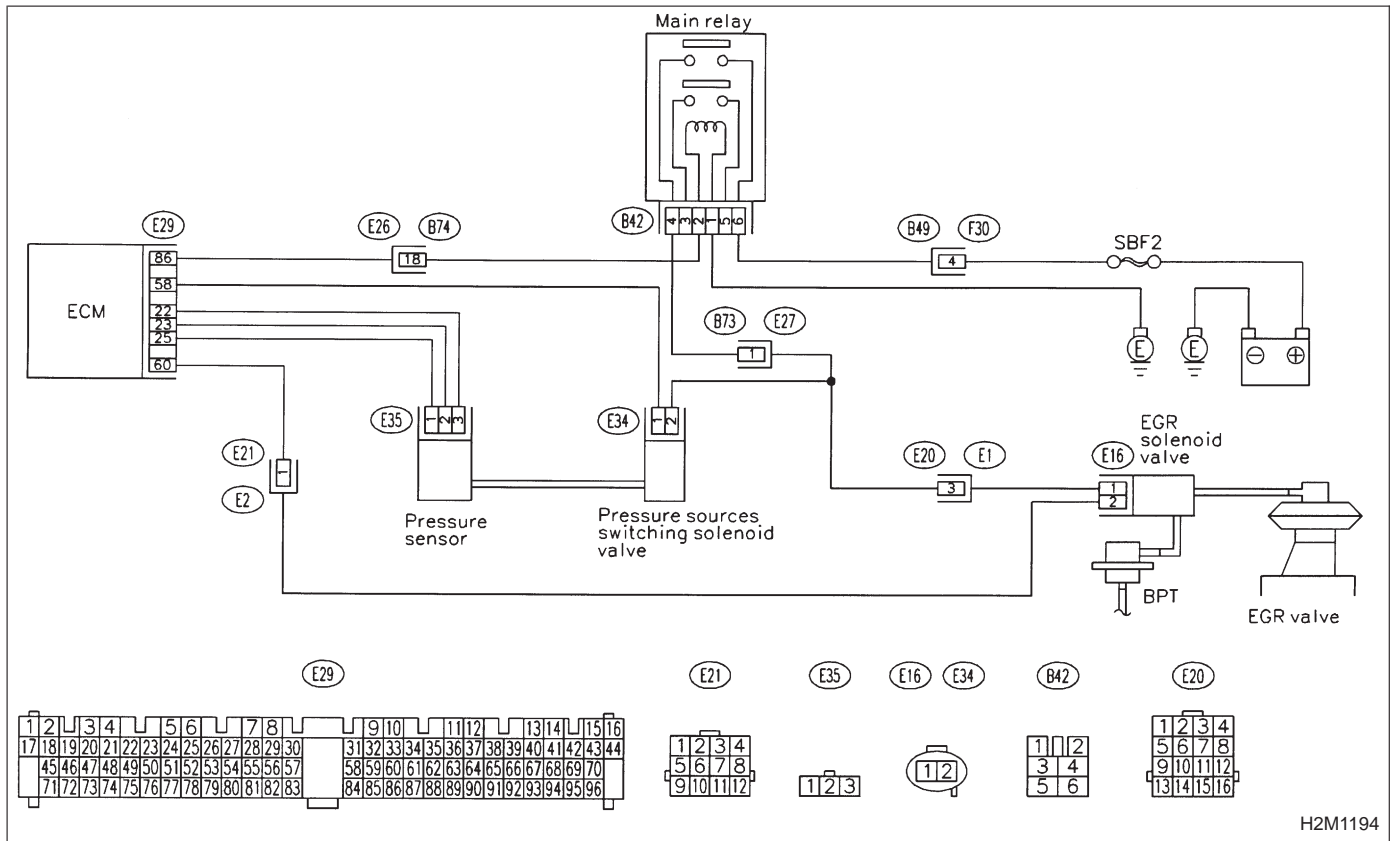 Main relay
4 3 2 1 5 6
B42
E29
E26 B74
B49 F30
SBF2
86
18
4
58
ECM
22
23
25
60
B73 E27
1
E E
⊖ ⊕
E35
1 2 3
E34
1 2
EGR
solenoid
valve
E21
1
E2
E20 E1
3
E16
1
2
Pressure
sensor
Pressure sources
switching solenoid
valve
BPT
EGR valve
E29
E21
E35
E16 E34
B42
E20
1 2 3 4 5 6 7 8 9 10 11 12 13 14 15 16
17 18 19 20 21 22 23 24 25 26 27 28 29 30 31 32 33 34 35 36 37 38 39 40 41 42 43 44
45 46 47 48 49 50 51 52 53 54 55 56 57 58 59 60 61 62 63 64 65 66 67 68 69 70
71 72 73 74 75 76 77 78 79 80 81 82 83 84 85 86 87 88 89 90 91 92 93 94 95 96
1 2 3 4
5 6 7 8
9 10 11 12
1 2 3
1 2
1 2
3 4
5 6
1 2 3 4
5 6 7 8
9 10 11 12
13 14 15 16
H2M1194